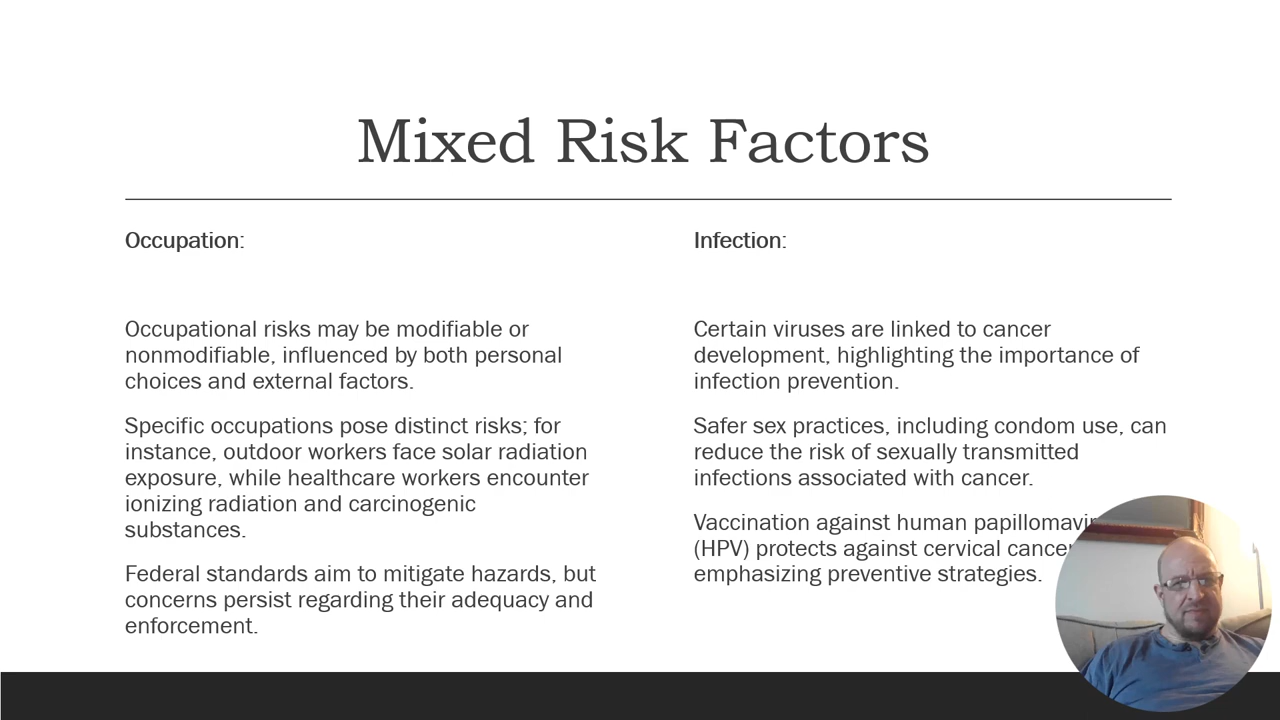 Mixed Risk Factors
Occupation:
Occupational risks may be modifiable or
nonmodifiable, influenced by both personal
choices and external factors.
Specific occupations pose distinct risks; for
instance, outdoor workers face solar radiation
exposure, while healthcare workers encounter
ionizing radiation and carcinogenic
substances.
Federal standards aim to mitigate hazards, but
concerns persist regarding their adequacy and
enforcement.
Infection:
Certain viruses are linked to cancer
development, highlighting the importance of
infection prevention.
Safer sex practices, including condom use, can
reduce the risk of sexually transmitted
infections associated with cancer.
Vaccination against human
(HPV) protects against cervical cancer
emphasizing preventive strategies.